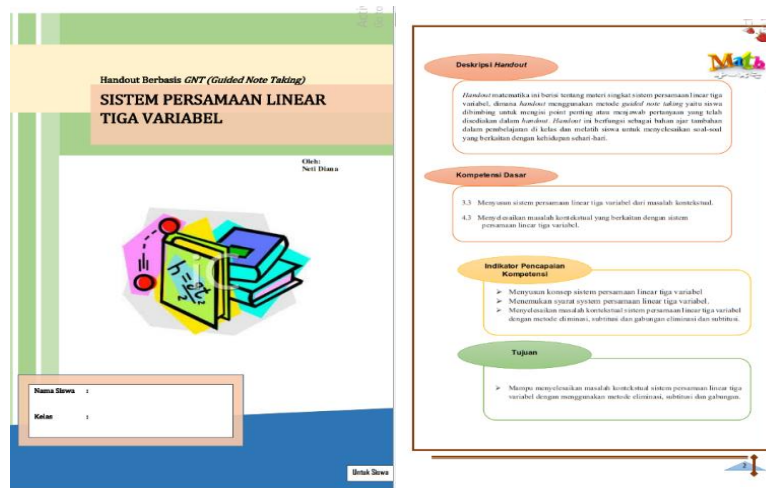 Handout Berbasis GNT (Guided Note Taking)
SISTEM PERSAMAAN LINEAR
TIGA VARIABEL
Oleh:
Neti Diana
Nama Siswa :
Kelas :
Untuk Siswa
Math
Deskripsi Handout
Handout matematika ini berisi tentang materi singkat sistem persamaan linear tiga
variabel, dimana handout menggunakan metode guided note taking yaitu siswa
dibimbing untuk mengisi point penting atau menjawab pertanyaan yang telah
disediakan dalam handout. Handout ini berfungsi sebagai bahan ajar tambahan
dalam pembelajaran di kelas dan melatih siswa untuk menyelesaikan soal-soal
yang berkaitan dengan kehidupan sehari-hari.
Kompetensi Dasar
3.3 Menyusun sistem persamaan linear tiga variabel dari masalah kontekstual.
4.3 Menyelesaikan masalah kontekstual yang berkaitan dengan sistem
persamaan linear tiga variabel.
Indikator Pencapaian
Kompetensi
➢ Menyusun konsep sistem persamaan linear tiga variabel
➢ Menemukan syarat system persamaan linear tiga variabel.
➢ Menyelesaikan masalah kontekstual sistem persamaan linear tiga variabel
dengan metode eliminasi, subtitusi dan gabungan eliminasi dan subtitusi.
Tujuan
➢ Mampu menyelesaikan masalah kontekstual sistem persamaan linear tiga
variabel dengan menggunakan metode eliminasi, subtitusi dan gabungan.
2